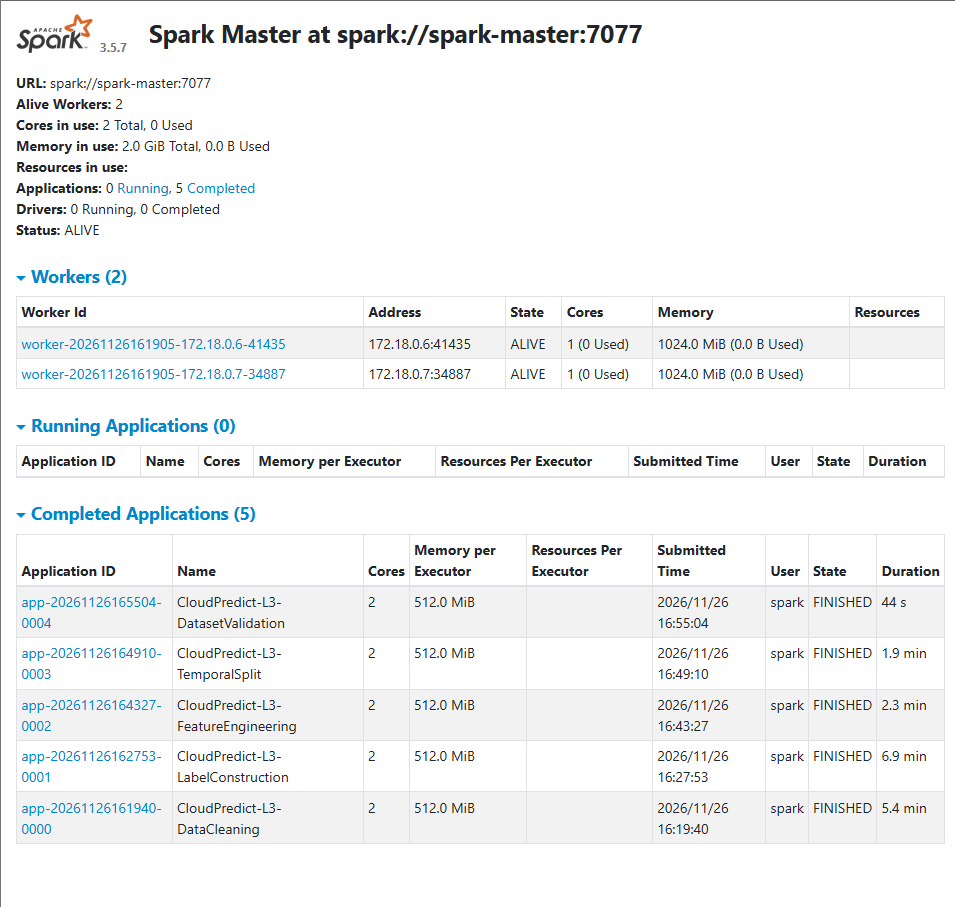 APACHE
Spark 3.5.7 Spark Master at spark://spark-master:7077
URL: spark://spark-master:7077
Alive Workers: 2
Cores in use: 2 Total, 0 Used
Memory in use: 2.0 GiB Total, 0.0 B Used
Resources in use:
Applications: 0 Running, 5 Completed
Drivers: 0 Running, 0 Completed
Status: ALIVE
Workers (2)
Worker Id Address State Cores Memory Resources
worker-20261126161905-172.18.0.6-41435 172.18.0.6:41435 ALIVE 1 (0 Used) 1024.0 MiB (0.0 B Used)
worker-20261126161905-172.18.0.7-34887 172.18.0.7:34887 ALIVE 1 (0 Used) 1024.0 MiB (0.0 B Used)
Running Applications (0)
Application ID Name Cores Memory per Executor Resources Per Executor Submitted Time User State Duration
Completed Applications (5)
Memory per Resources Per Submitted
Application ID Name Cores Executor Executor Time User State Duration
app-20261126165504- CloudPredict-L3- 2 512.0 MiB 2026/11/26 spark FINISHED 44 s
0004 DatasetValidation 16:55:04
app-20261126164910- CloudPredict-L3- 2 512.0 MiB 2026/11/26 spark FINISHED 1.9 min
0003 TemporalSplit 16:49:10
app-20261126164327- CloudPredict-L3- 2 512.0 MiB 2026/11/26 spark FINISHED 2.3 min
0002 FeatureEngineering 16:43:27
app-20261126162753- CloudPredict-L3- 2 512.0 MiB 2026/11/26 spark FINISHED 6.9 min
0001 LabelConstruction 16:27:53
app-20261126161940- CloudPredict-L3- 2 512.0 MiB 2026/11/26 spark FINISHED 5.4 min
0000 DataCleaning 16:19:40